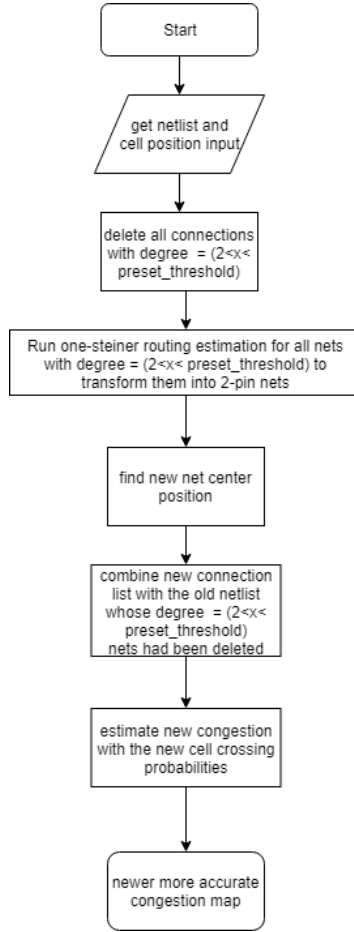 Start
get netlist and
cell position input
delete all connections
with degree = (2<x<
preset_threshold)
Run one-steiner routing estimation for all nets
with degree = (2<x< preset_threshold) to
transform them into 2-pin nets
find new net center
position
combine new connection
list with the old netlist
whose degree = (2<x<
preset_threshold)
nets had been deleted
estimate new congestion
with the new cell crossing
probabilities
newer more accurate
congestion map